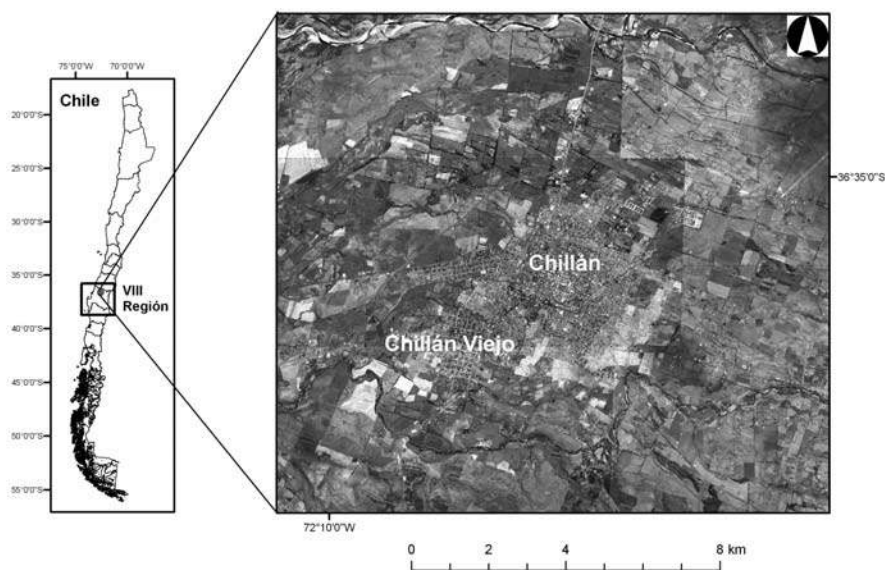 75°0'0"W 70°0'0"W
Chile
20°0'0"S
25°0'0"S
30°0'0"S
35°0'0"S
40°0'0"S
45°0'0"S
50°0'0"S
55°0'0"S
VIII
Región
36°35'0"S
Chillán
Chillán Viejo
72°10'0"W
0 2 4 8 km